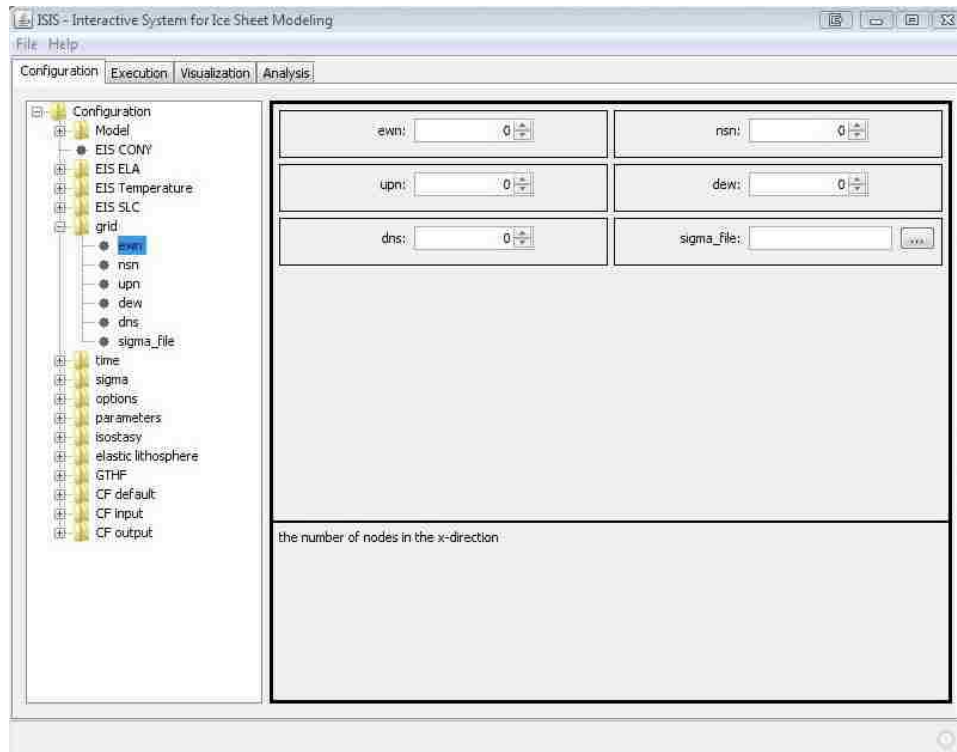 ISIS - Interactive System for Ice Sheet Modeling
File Help
Configuration Execution Visualization Analysis
Configuration
Model
EIS CONY
EIS ELA
EIS Temperature
EIS SLC
grid
ewn
nsn
upn
dew
dns
sigma_file
time
sigma
options
parameters
isostasy
elastic lithosphere
GTHF
CF default
CF input
CF output
ewn: 0 nsn: 0
upn: 0 dew: 0
dns: 0 sigma_file: ...
the number of nodes in the x-direction